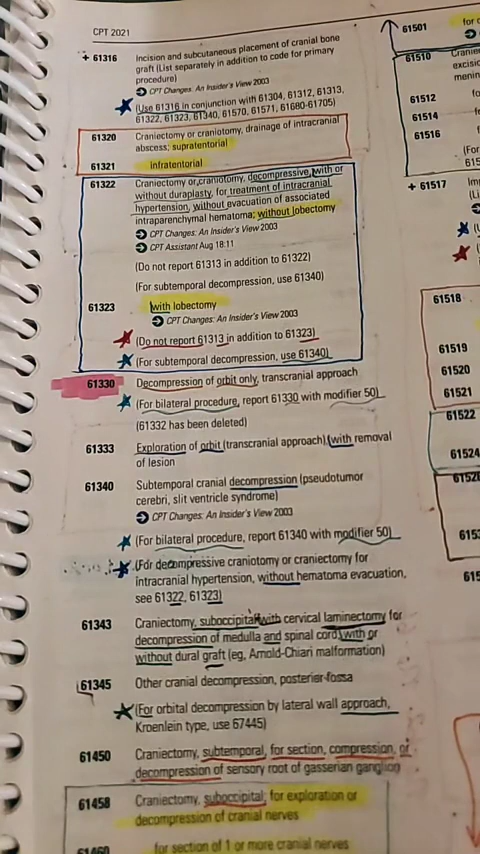 CPT 2021
+ 61316 Incision and subcutaneous placement of cranial bone
graft (List separately in addition to code for primary
procedure)
CPT Changes: An Insider's View 2003
(Use 61316 in conjunction with 61304, 61312, 61313,
61322, 61323, 61340, 61570, 61571, 61680-61705)
61320 Craniectomy or craniotomy, drainage of intracranial
abscess; supratentorial
61321 infratentorial
61322 Craniectomy or craniotomy, decompressive, with or
without duraplasty, for treatment of intracranial
hypertension, without evacuation of associated
intraparenchymal hematoma; without lobectomy
CPT Changes: An Insider's View 2003
CPT Assistant Aug 18:11
(Do not report 61313 in addition to 61322)
(For subtemporal decompression, use 61340)
61323 with lobectomy
CPT Changes: An Insider's View 2003
(Do not report 61313 in addition to 61323)
(For subtemporal decompression, use 61340)
61330 Decompression of orbit only, transcranial approach
(For bilateral procedure, report 61330 with modifier 50)
(61332 has been deleted)
61333 Exploration of orbit (transcranial approach) with removal
of lesion
61340 Subtemporal cranial decompression (pseudotumor
cerebri, slit ventricle syndrome)
CPT Changes: An Insider's View 2003
(For bilateral procedure, report 61340 with modifier 50)
(For decompressive craniotomy or craniectomy for
intracranial hypertension, without hematoma evacuation,
see 61322, 61323)
61343 Craniectomy, suboccipital with cervical laminectomy for
decompression of medulla and spinal cord, with or
without dural graft (eg, Arnold-Chiari malformation)
61345 Other cranial decompression, posterior fossa
(For orbital decompression by lateral wall approach,
Kroenlein type, use 67445)
61450 Craniectomy, subtemporal, for section, compression, or
decompression of sensory root of gasserian ganglion
61458 Craniectomy, suboccipital; for exploration or
decompression of cranial nerves
61460 for section of 1 or more cranial nerves
61501
61510
61512
61514
61516
(For
+ 61517
61518
61519
61520
61521
61522
61524